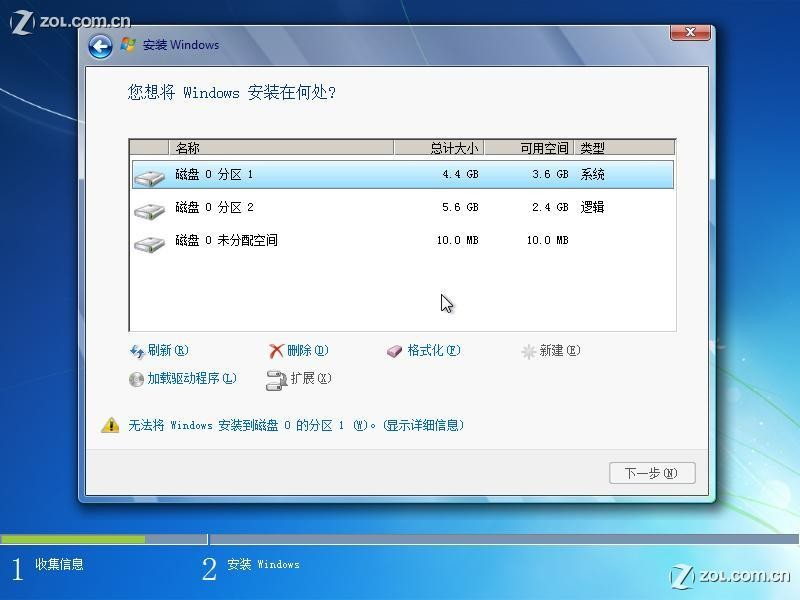 ZOL.COM.CN
安装 Windows
您想将 Windows 安装在何处?
名称 总计大小 可用空间 类型
磁盘 0 分区 1 4.4 GB 3.6 GB 系统
磁盘 0 分区 2 5.6 GB 2.4 GB 逻辑
磁盘 0 未分配空间 10.0 MB 10.0 MB
刷新(R) 删除(D) 格式化(F) 新建(E)
加载驱动程序(L) 扩展(X)
无法将 Windows 安装到磁盘 0 的分区 1 (W)。(显示详细信息)
下一步(N)
1 收集信息 2 安装 Windows
ZOL.COM.CN